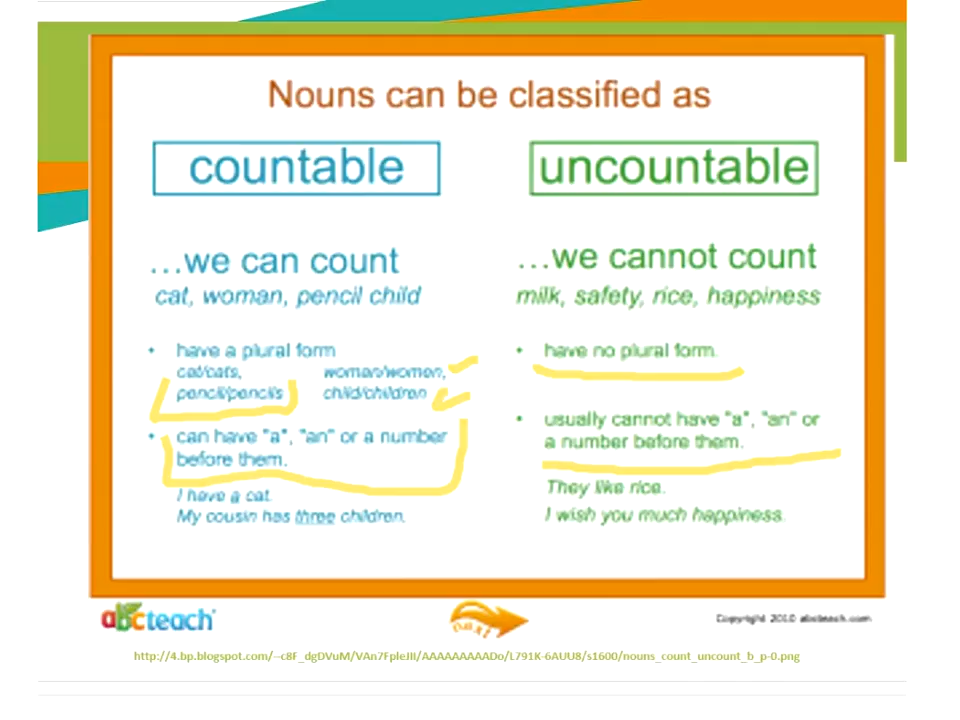 Nouns can be classified as
countable
uncountable
...we can count
cat, woman, pencil child
...we cannot count
milk, safety, rice, happiness
• have a plural form
cat/cats, woman/women,
pencil/pencils child/children
• can have "a", "an" or a number
before them.
I have a cat.
My cousin has three children.
• have no plural form.
• usually cannot have "a", "an" or
a number before them.
They like rice.
I wish you much happiness.
abcteach
next
Copyright 2010 abcteach.com
http://4.bp.blogspot.com/--c8F_dgDVuM/VAn7FpleJII/AAAAAAAAADo/L791K-6AUU8/s1600/nouns_count_uncount_b_p-0.png